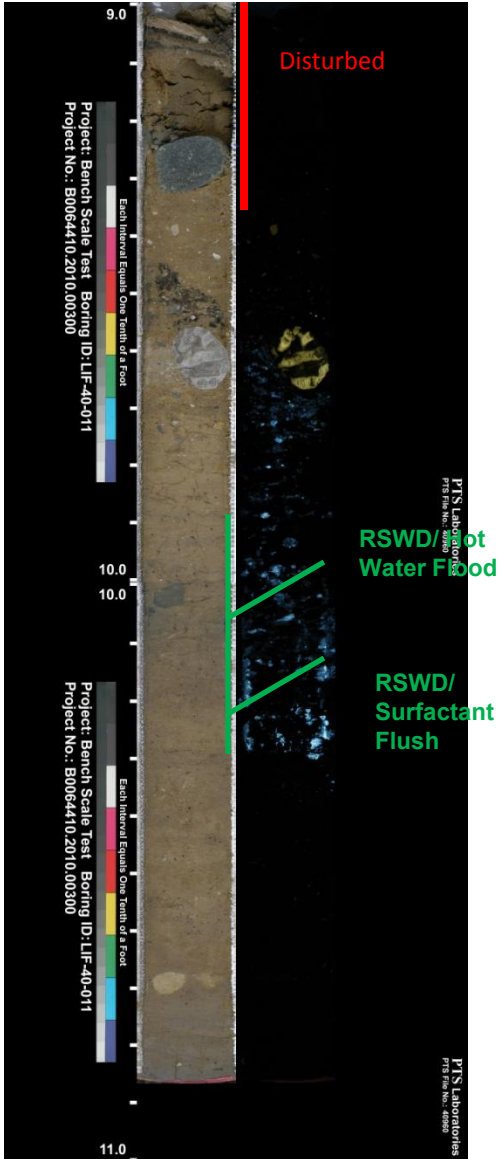 9.0
Disturbed
Project: Bench Scale Test Boring ID: LIF-40-011
Project No.: B0064410.2010.00300
Each Interval Equals One Tenth of a Foot
PTS Laboratories
PTS File No.: 40960
RSWD/ Hot
Water Flood
10.0
10.0
RSWD/
Surfactant
Flush
Project: Bench Scale Test Boring ID: LIF-40-011
Project No.: B0064410.2010.00300
Each Interval Equals One Tenth of a Foot
PTS Laboratories
PTS File No.: 40960
11.0